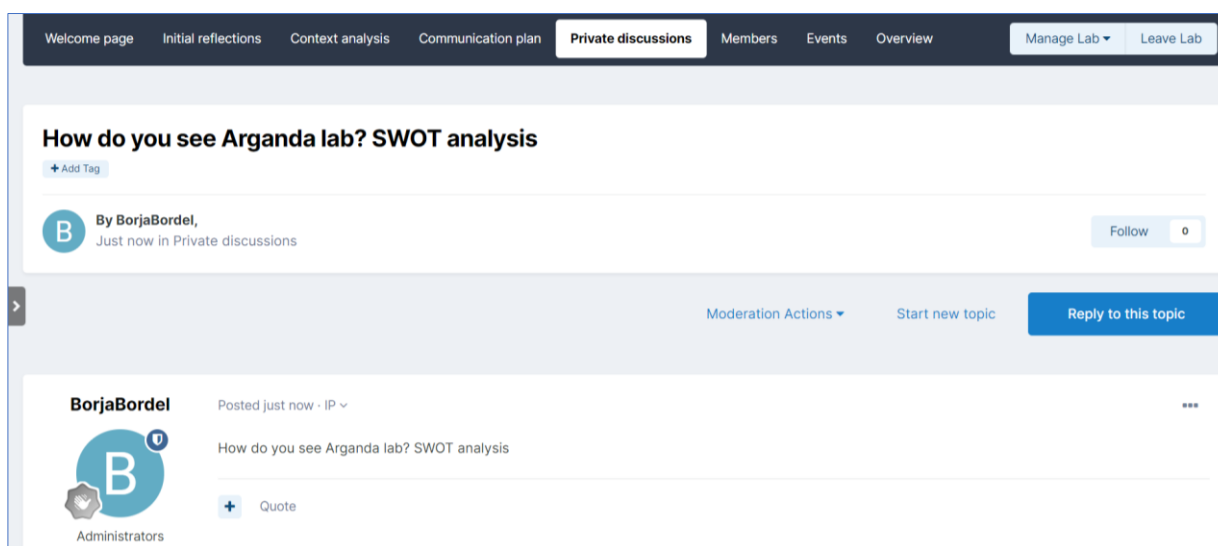 Welcome page Initial reflections Context analysis Communication plan Private discussions Members Events Overview Manage Lab Leave Lab
How do you see Arganda lab? SWOT analysis
+ Add Tag
B
By BorjaBordel,
Just now in Private discussions
Follow 0
Moderation Actions Start new topic Reply to this topic
BorjaBordel
Posted just now · IP
B
How do you see Arganda lab? SWOT analysis
+ Quote
Administrators